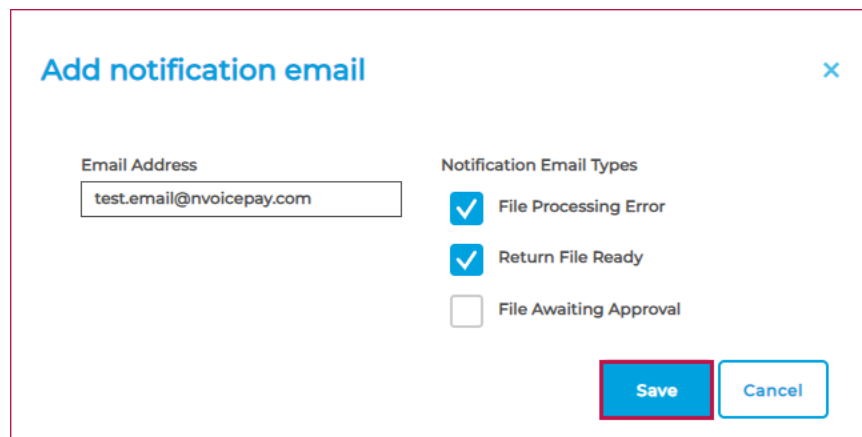 Add notification email
Email Address
test.email@nvoicepay.com
Notification Email Types
File Processing Error
Return File Ready
File Awaiting Approval
Save
Cancel